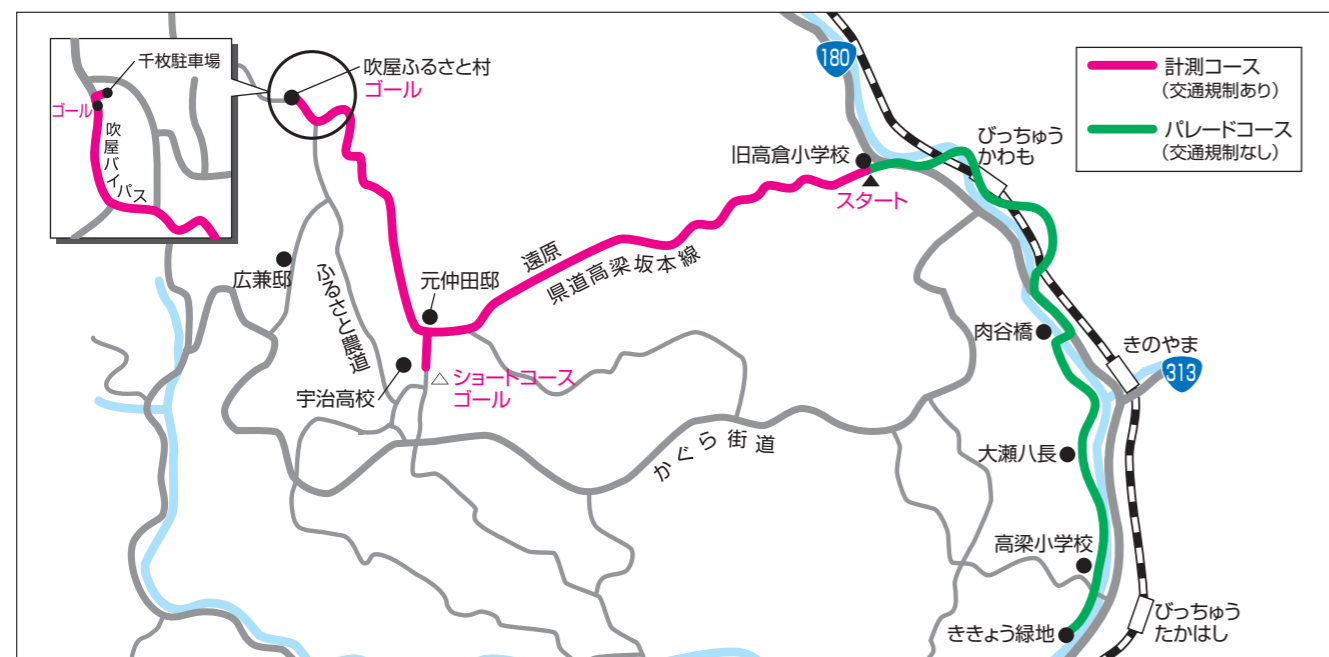 千枚駐車場
ゴール
吹屋バイパス
吹屋ふるさと村
ゴール
180
計測コース
(交通規制あり)
パレードコース
(交通規制なし)
びっちゅう
かわも
旧高倉小学校
スタート
遠原
県道高梁坂本線
広兼邸
ふるさと農道
元仲田邸
肉谷橋
きのやま
313
宇治高校
△ショートコース
ゴール
かぐら街道
大瀬八長
高梁小学校
ききょう緑地
びっちゅう
たかはし